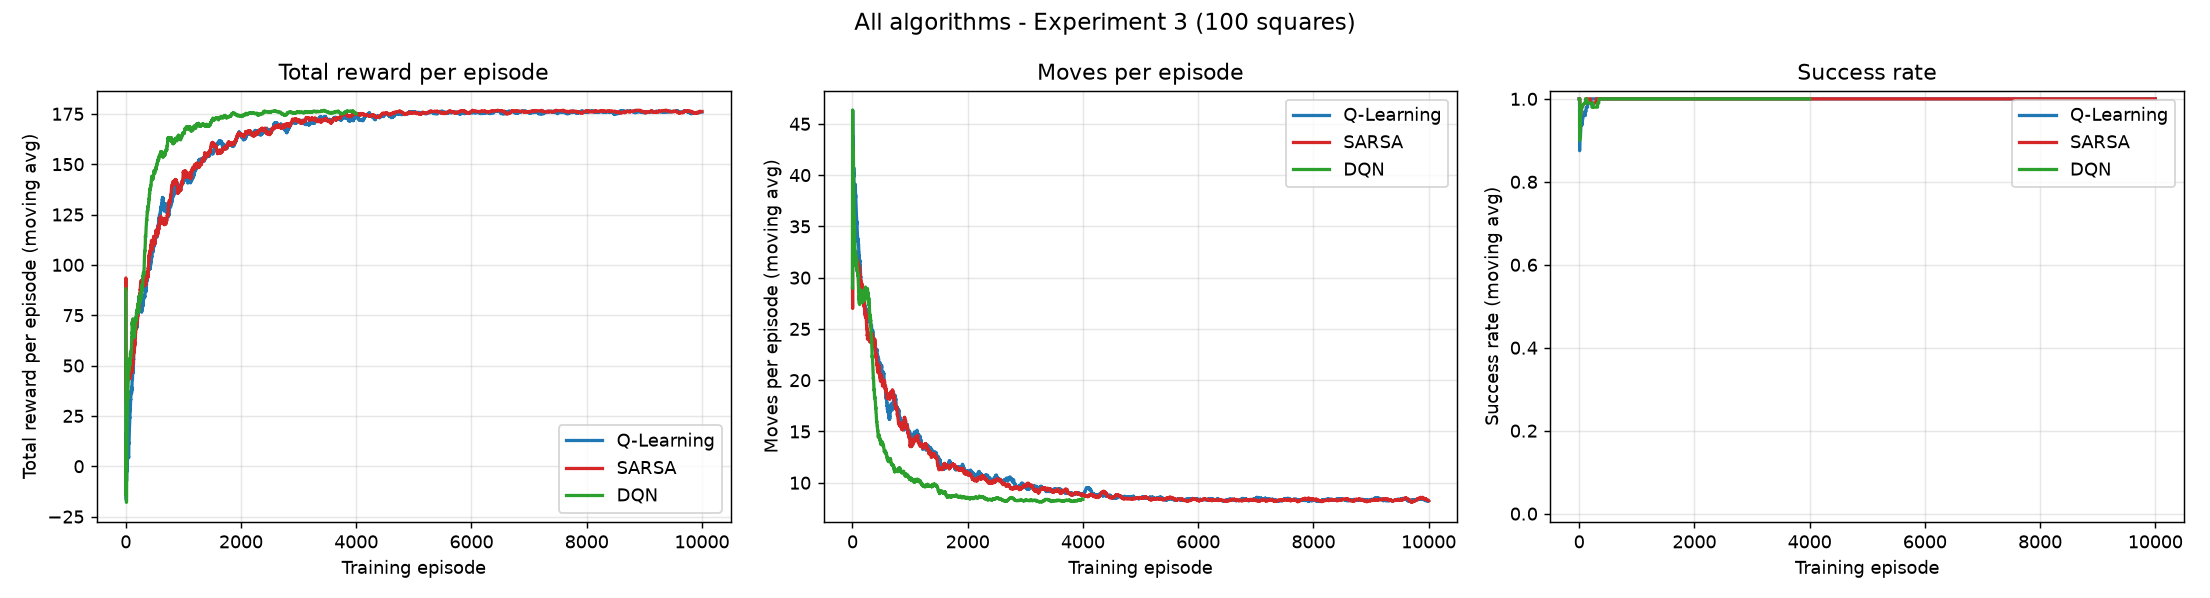 All algorithms - Experiment 3 (100 squares)
Total reward per episode
Total reward per episode (moving avg)
175
150
125
100
75
50
25
0
−25
Q-Learning
SARSA
DQN
0 2000 4000 6000 8000 10000
Training episode
Moves per episode
Moves per episode (moving avg)
45
40
35
30
25
20
15
10
Q-Learning
SARSA
DQN
0 2000 4000 6000 8000 10000
Training episode
Success rate
Success rate (moving avg)
1.0
0.8
0.6
0.4
0.2
0.0
Q-Learning
SARSA
DQN
0 2000 4000 6000 8000 10000
Training episode